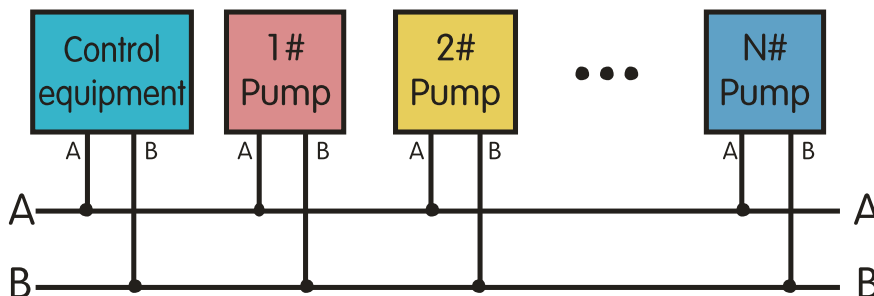 Control
equipment
1#
Pump
2#
Pump
N#
Pump
A B
A B
A B
A B
A A
B B